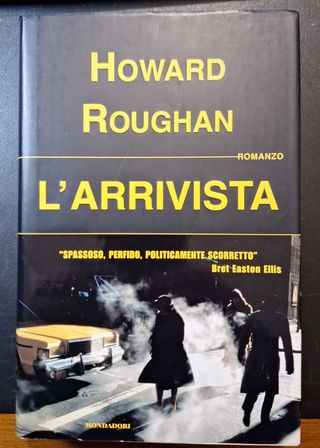 HOWARD
ROUGHAN
ROMANZO
L'ARRIVISTA
"SPASSOSO, PERFIDO, POLITICAMENTE SCORRETTO"
Bret Easton Ellis
MONDADORI